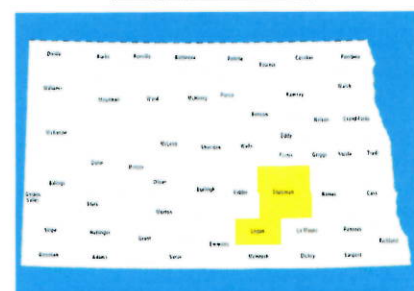 Divide
Burke
Renville
Bottineau
Rolette
Towner
Cavalier
Pembina
Williams
Mountrail
Ward
McHenry
Pierce
Ramsey
Walsh
Benson
Nelson
Grand Forks
McKenzie
Eddy
McLean
Sheridan
Wells
Foster
Griggs
Steele
Traill
Dunn
Mercer
Billings
Oliver
Burleigh
Kidder
Stutsman
Barnes
Cass
Golden
Valley
Stark
Morton
Slope
Hettinger
Grant
Emmons
Logan
LaMoure
Ransom
Richland
Bowman
Adams
Sioux
McIntosh
Dickey
Sargent